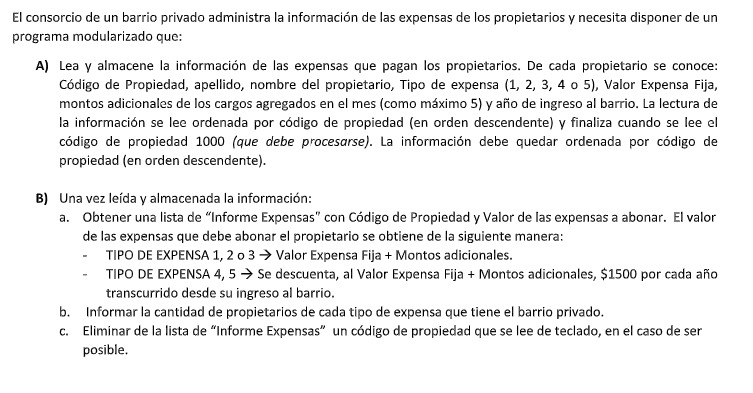 El consorcio de un barrio privado administra la información de las expensas de los propietarios y necesita disponer de un
programa modularizado que:
A) Lea y almacene la información de las expensas que pagan los propietarios. De cada propietario se conoce:
Código de Propiedad, apellido, nombre del propietario, Tipo de expensa (1, 2, 3, 4 o 5), Valor Expensa Fija,
montos adicionales de los cargos agregados en el mes (como máximo 5) y año de ingreso al barrio. La lectura de
la información se lee ordenada por código de propiedad (en orden descendente) y finaliza cuando se lee el
código de propiedad 1000 (que debe procesarse). La información debe quedar ordenada por código de
propiedad (en orden descendente).
B) Una vez leída y almacenada la información:
a. Obtener una lista de "Informe Expensas" con Código de Propiedad y Valor de las expensas a abonar. El valor
de las expensas que debe abonar el propietario se obtiene de la siguiente manera:
- TIPO DE EXPENSA 1, 2 o 3 → Valor Expensa Fija + Montos adicionales.
- TIPO DE EXPENSA 4, 5 → Se descuenta, al Valor Expensa Fija + Montos adicionales, $1500 por cada año
transcurrido desde su ingreso al barrio.
b. Informar la cantidad de propietarios de cada tipo de expensa que tiene el barrio privado.
c. Eliminar de la lista de "Informe Expensas" un código de propiedad que se lee de teclado, en el caso de ser
posible.